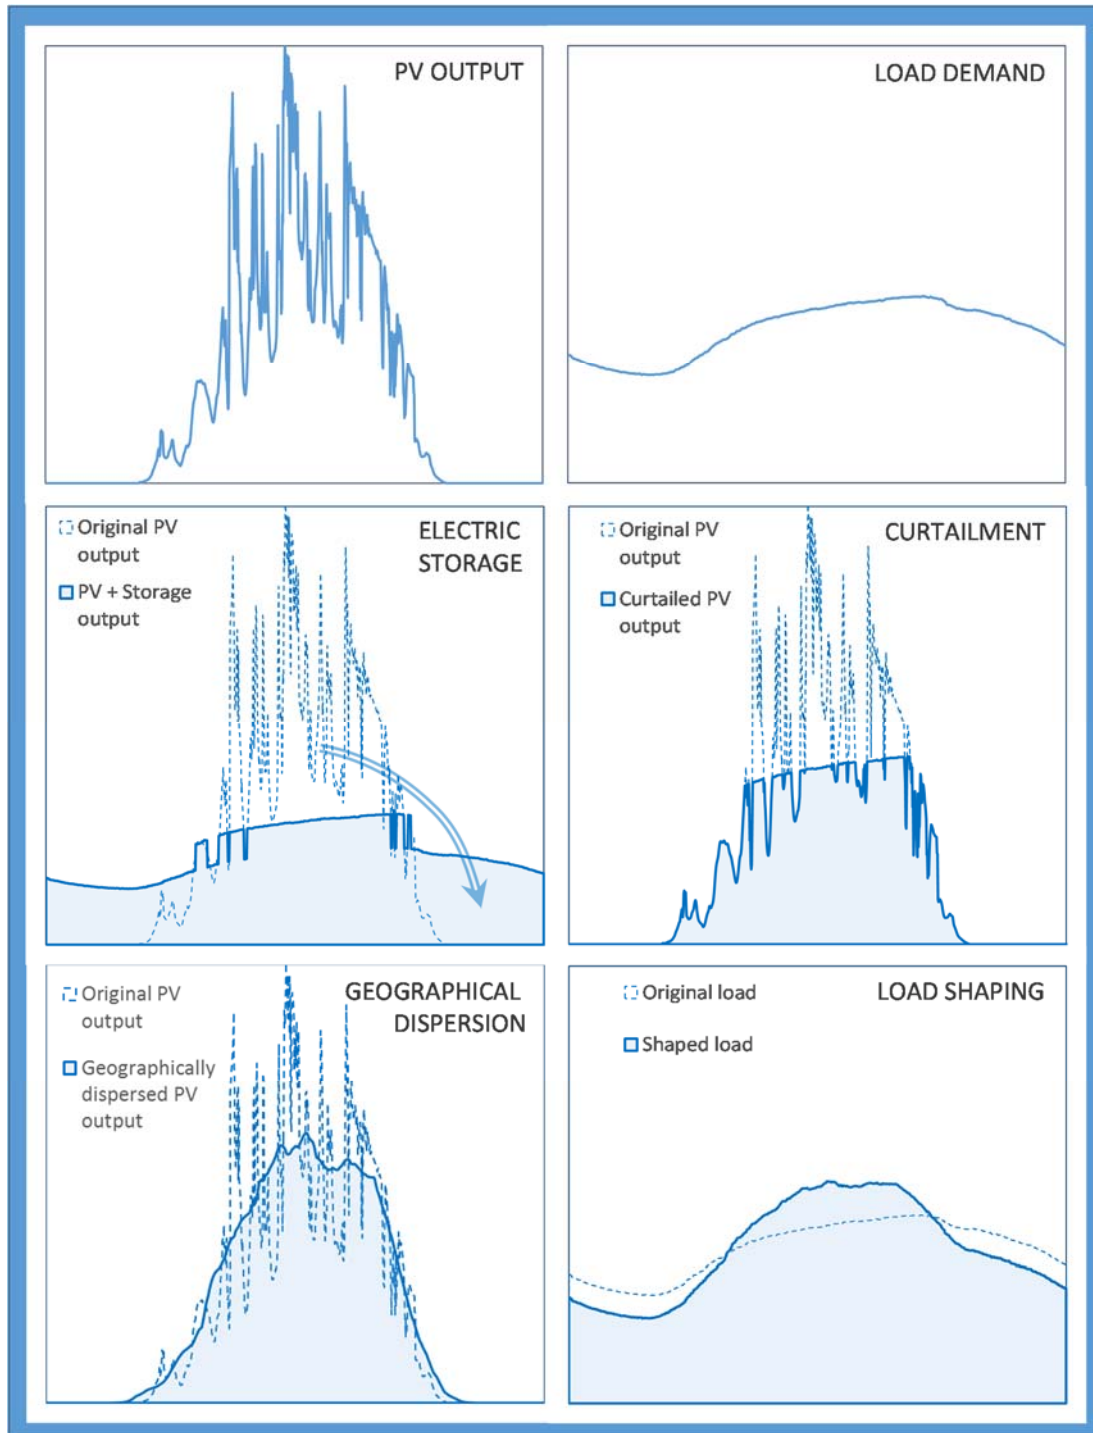 PV OUTPUT
LOAD DEMAND
Original PV
output
PV + Storage
output
ELECTRIC
STORAGE
Original PV
output
Curtailed PV
output
CURTAILMENT
Original PV
output
Geographically
dispersed PV
output
GEOGRAPHICAL
DISPERSION
Original load
Shaped load
LOAD SHAPING